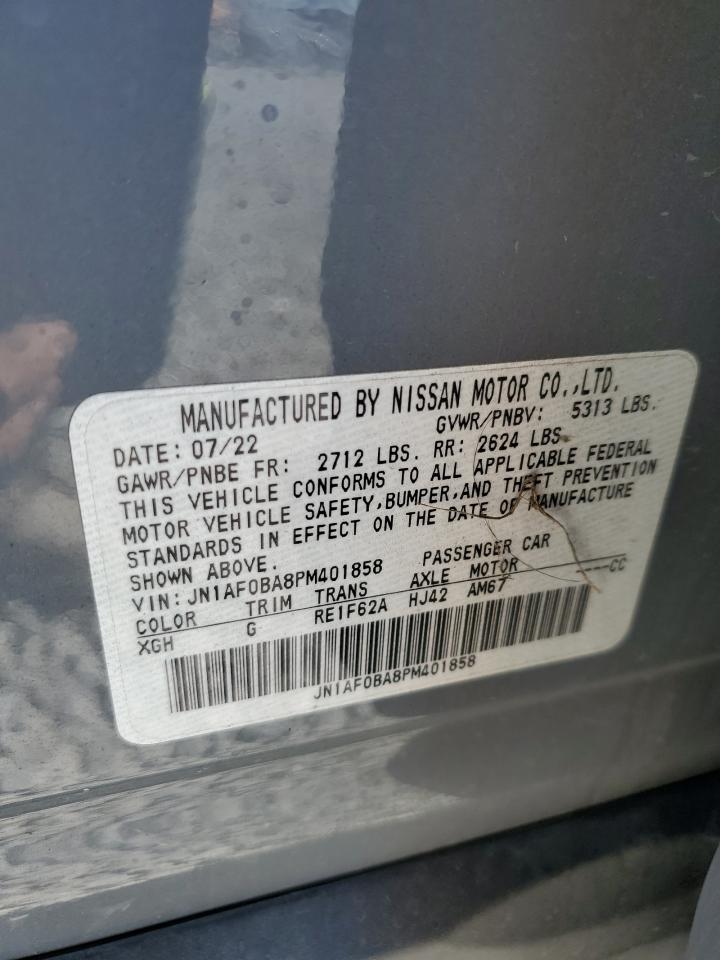 MANUFACTURED BY NISSAN MOTOR CO.,LTD.
DATE: 07/22 GVWR/PNBV: 5313 LBS.
GAWR/PNBE FR: 2712 LBS. RR: 2624 LBS.
THIS VEHICLE CONFORMS TO ALL APPLICABLE FEDERAL
MOTOR VEHICLE SAFETY,BUMPER,AND THEFT PREVENTION
STANDARDS IN EFFECT ON THE DATE OF MANUFACTURE
SHOWN ABOVE.
VIN:JN1AF0BA8PM401858 PASSENGER CAR
COLOR TRIM TRANS AXLE MOTOR ----CC
XGH G RE1F62A HJ42 AM67
JN1AF0BA8PM401858